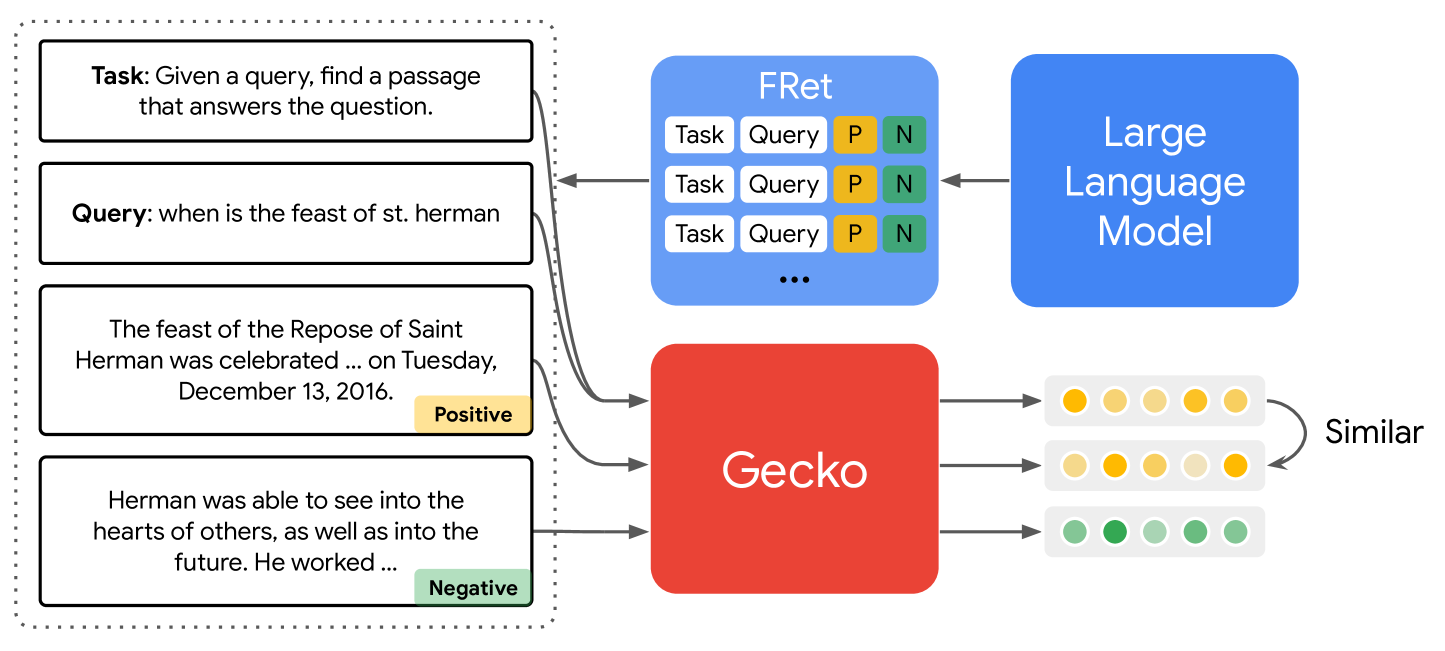 Task: Given a query, find a passage
that answers the question.
Query: when is the feast of st. herman
The feast of the Repose of Saint
Herman was celebrated ... on Tuesday,
December 13, 2016.
Positive
Herman was able to see into the
hearts of others, as well as into the
future. He worked ...
Negative
FRet
Task Query P N
Task Query P N
Task Query P N
...
Large
Language
Model
Gecko
Similar